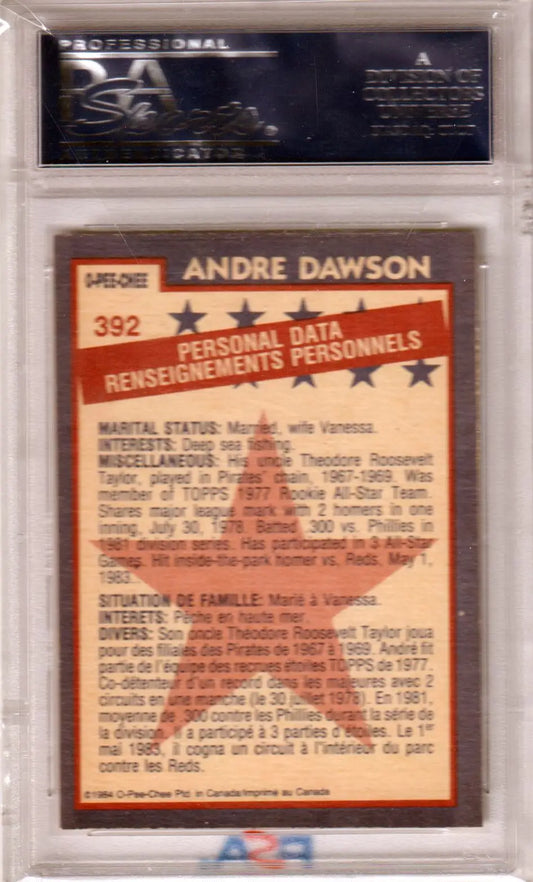 PROFESSIONAL
PSA
Sports.
A
DIVISION OF
COLLECTORS
UNIVERSE
O-PEE-CHEE
ANDRE DAWSON
392
PERSONAL DATA
RENSEIGNEMENTS PERSONNELS
MARITAL STATUS: Married, wife Vanessa.
INTERESTS: Deep sea fishing.
MISCELLANEOUS: His uncle Theodore Roosevelt
Taylor, played in Pirates' chain, 1967-1969. Was
member of TOPPS 1977 Rookie All-Star Team.
Shares major league mark with 2 homers in one
inning, July 30, 1978. Batted .300 vs. Phillies in
1981 division series. Has participated in 3 All-Star
Games. Hit inside-the-park homer vs. Reds, May 1,
1983.
SITUATION DE FAMILLE: Marié à Vanessa.
INTERETS: Pêche en haute mer.
DIVERS: Son uncle Théodore Roosevelt Taylor joua
pour des filiales des Pirates de 1967 à 1969. André fit
partie de l'équipe des recrues étoiles TOPPS de 1977.
Co-détenteur d'un record dans les majeures avec 2
circuits en une manche (le 30 juillet 1978). En 1981,
moyenne de .300 contre les Phillies durant la série de
la division. Il a participé à 3 parties d'étoiles. Le 1er
mai 1983, il cogna un circuit à l'intérieur du parc
contre les Reds.
©1984 O-Pee-Chee Ptd. in Canada/Imprimé au Canada
PSA